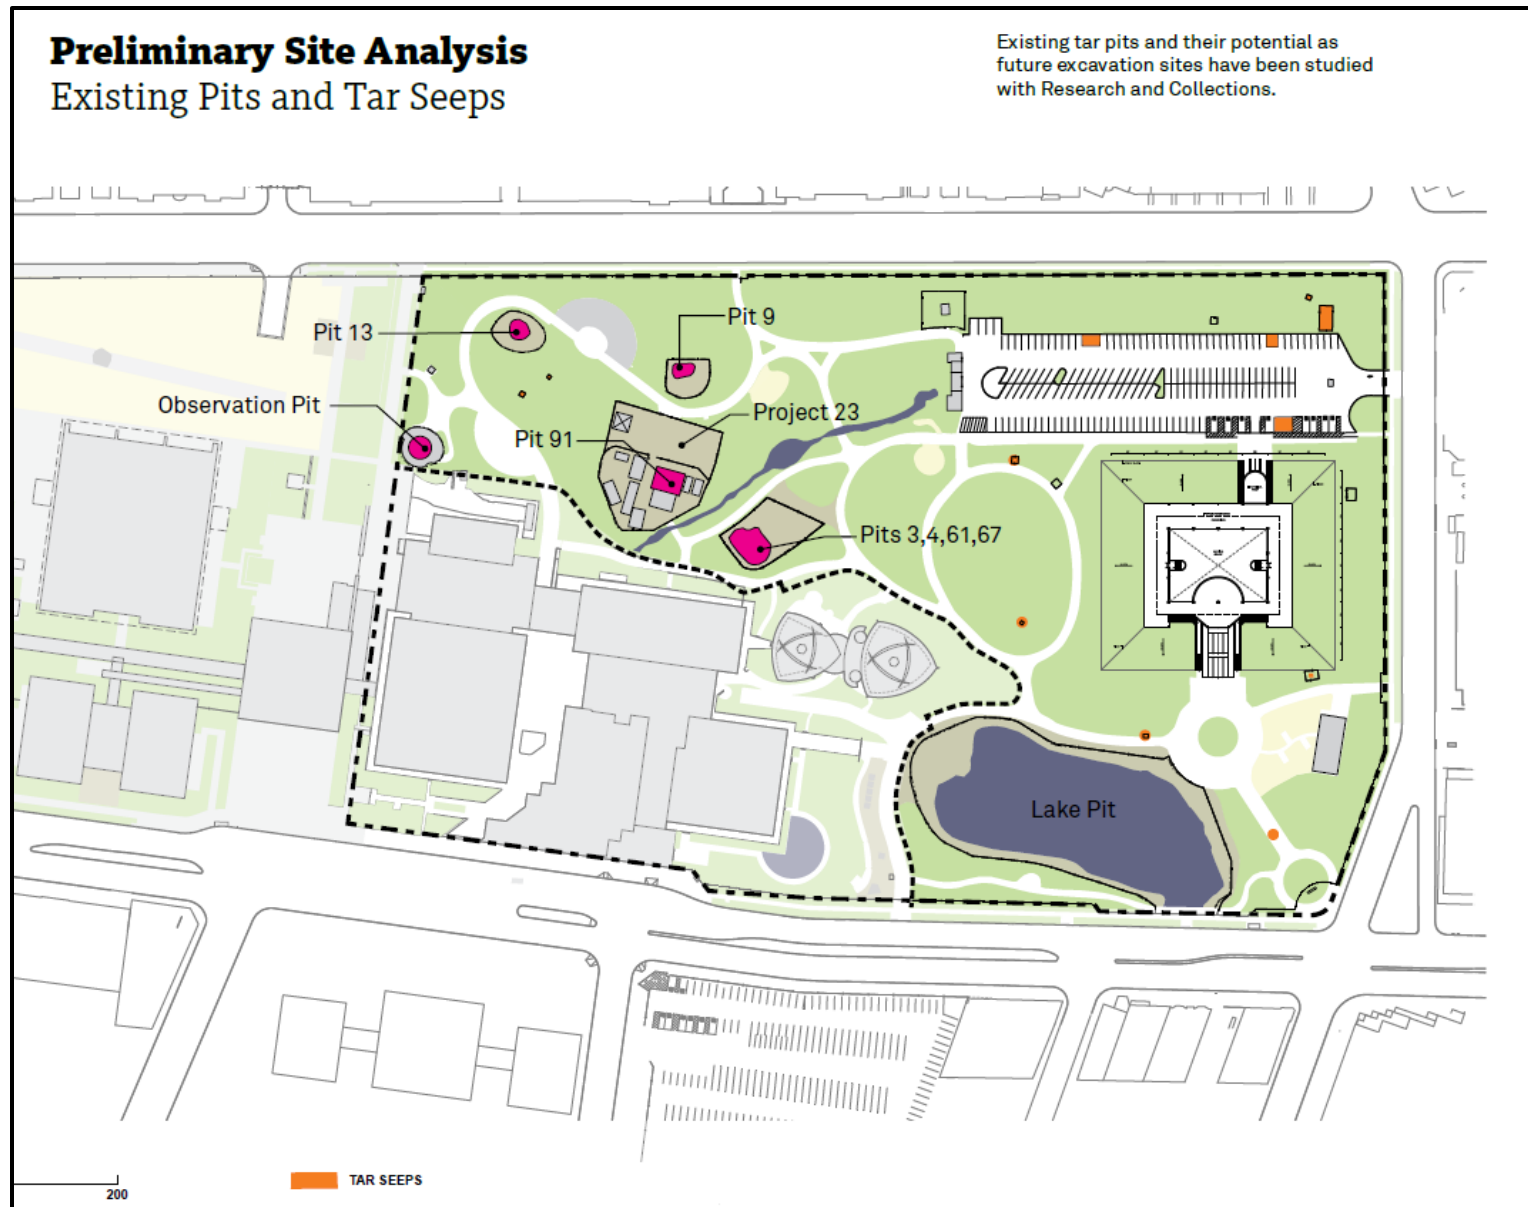 Preliminary Site Analysis
Existing Pits and Tar Seeps
Existing tar pits and their potential as
future excavation sites have been studied
with Research and Collections.
Pit 13
Pit 9
Observation Pit
Project 23
Pit 91
Pits 3,4,61,67
Lake Pit
TAR SEEPS
200